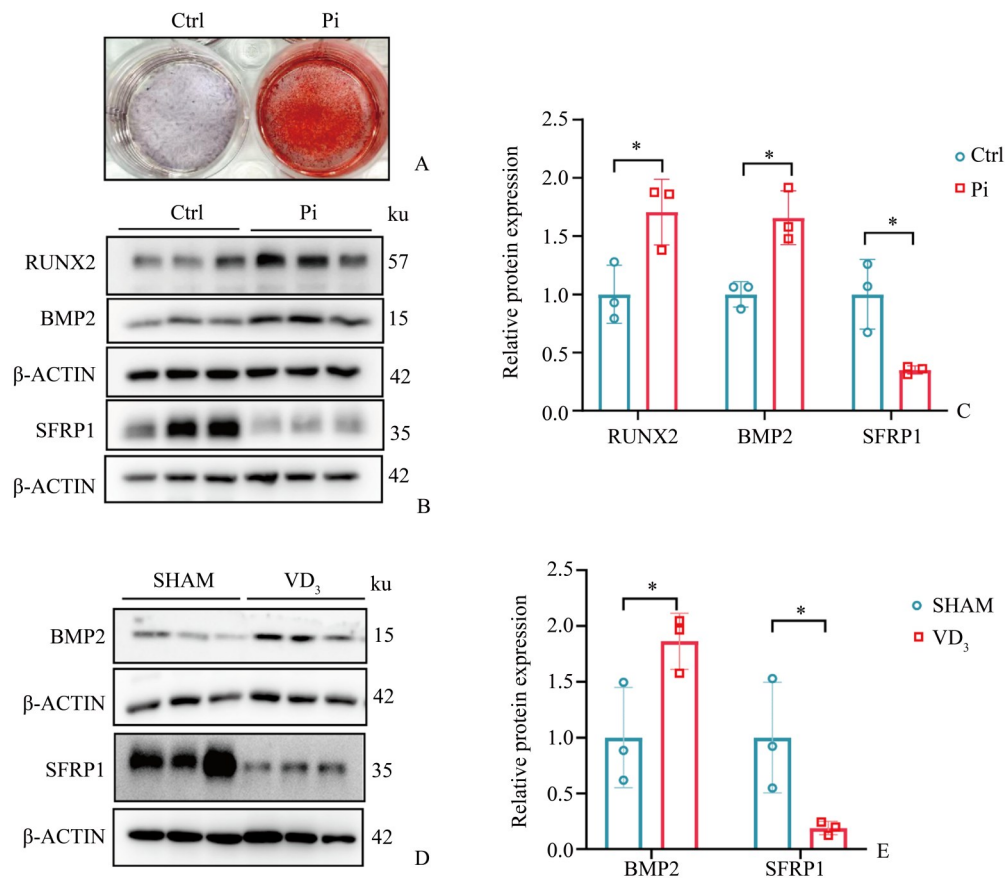 Ctrl Pi
A
Ctrl Pi ku
RUNX2 57
BMP2 15
β-ACTIN 42
SFRP1 35
β-ACTIN 42
B
2.5
2.0
1.5
1.0
0.5
0.0
Relative protein expression
* * *
Ctrl
Pi
RUNX2 BMP2 SFRP1
C
SHAM VD₃ ku
BMP2 15
β-ACTIN 42
SFRP1 35
β-ACTIN 42
D
2.5
2.0
1.5
1.0
0.5
0.0
Relative protein expression
* *
SHAM
VD₃
BMP2 SFRP1
E